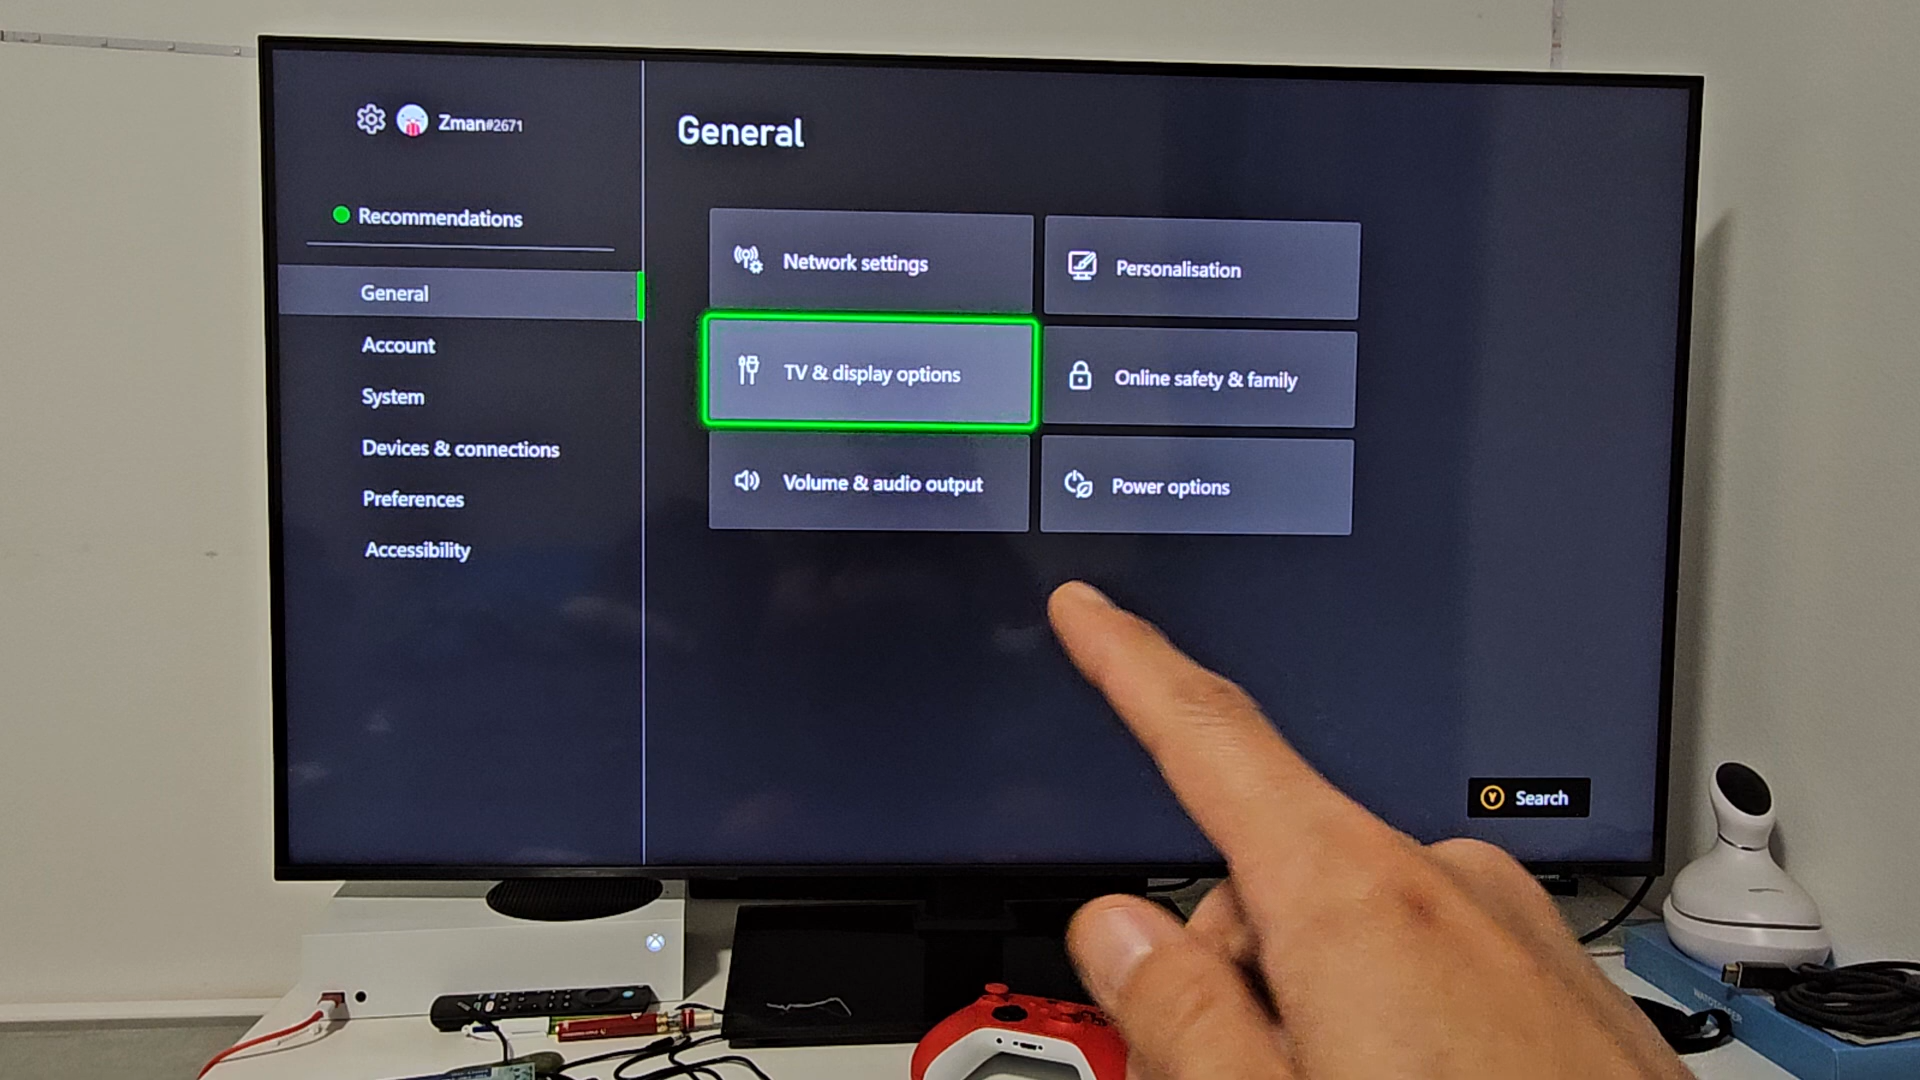 Zman#2671
Recommendations
General
Account
System
Devices & connections
Preferences
Accessibility
General
Network settings
Personalisation
TV & display options
Online safety & family
Volume & audio output
Power options
Y Search